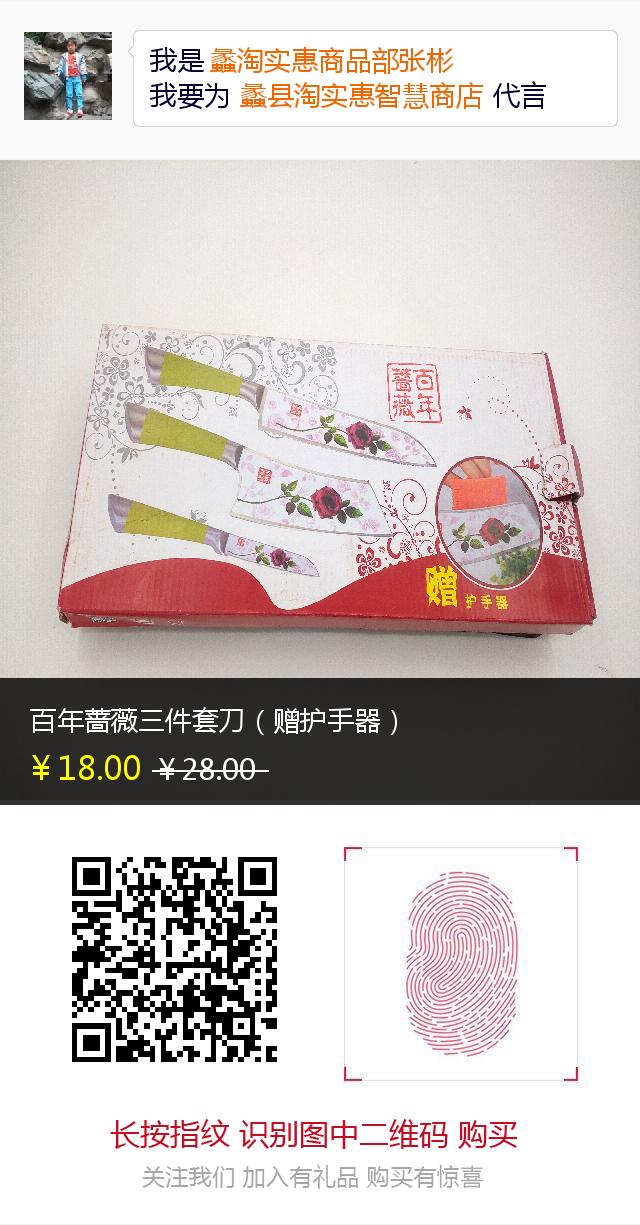 我是 蠡淘实惠商品部张彬
我要为 蠡县淘实惠智慧商店 代言
百年
蔷薇
赠 护手器
百年蔷薇三件套刀（赠护手器）
¥18.00 ¥28.00
长按指纹 识别图中二维码 购买
关注我们 加入有礼品 购买有惊喜